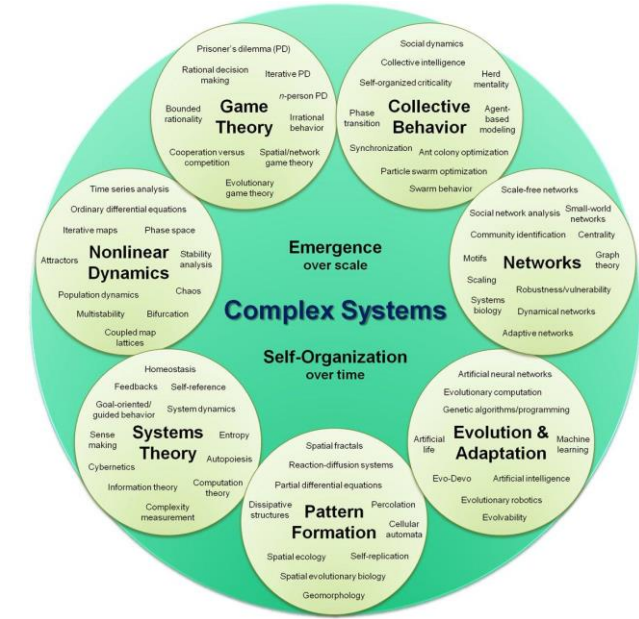 Prisoner's dilemma (PD)
Rational decision
making
Iterative PD
n-person PD
Bounded
rationality
Game
Theory
Irrational
behavior
Cooperation versus
competition
Spatial/network
game theory
Evolutionary
game theory
Social dynamics
Collective intelligence
Self-organized criticality
Herd
mentality
Phase
transition
Collective
Behavior
Agent-
based
modeling
Synchronization
Ant colony optimization
Particle swarm optimization
Swarm behavior
Time series analysis
Ordinary differential equations
Iterative maps
Phase space
Attractors
Nonlinear
Dynamics
Stability
analysis
Population dynamics
Chaos
Multistability
Bifurcation
Coupled map
lattices
Scale-free networks
Social network analysis
Small-world
networks
Community identification
Centrality
Motifs
Networks
Graph
theory
Scaling
Robustness/vulnerability
Systems
biology
Dynamical networks
Adaptive networks
Emergence
over scale
Complex Systems
Self-Organization
over time
Homeostasis
Feedbacks
Self-reference
Goal-oriented/
guided behavior
System dynamics
Sense
making
Systems
Theory
Entropy
Autopoiesis
Cybernetics
Information theory
Computation
theory
Complexity
measurement
Spatial fractals
Reaction-diffusion systems
Partial differential equations
Dissipative
structures
Pattern
Formation
Percolation
Cellular
automata
Spatial ecology
Self-replication
Spatial evolutionary biology
Geomorphology
Artificial neural networks
Evolutionary computation
Genetic algorithms/programming
Artificial
life
Evolution &
Adaptation
Machine
learning
Evo-Devo
Artificial intelligence
Evolutionary robotics
Evolvability